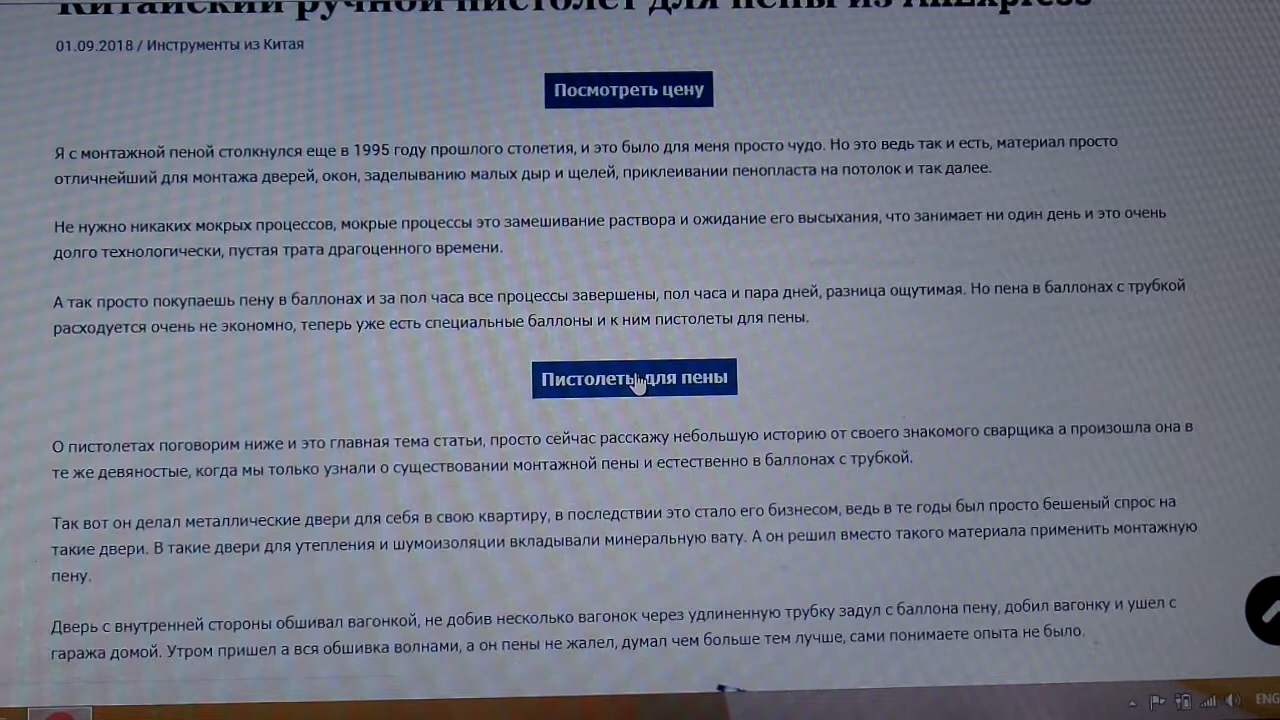 Китайский ручной пистолет для пены из AliExpress
01.09.2018 / Инструменты из Китая
Посмотреть цену
Я с монтажной пеной столкнулся еще в 1995 году прошлого столетия, и это было для меня просто чудо. Но это ведь так и есть, материал просто
отличнейший для монтажа дверей, окон, заделыванию малых дыр и щелей, приклеивании пенопласта на потолок и так далее.
Не нужно никаких мокрых процессов, мокрые процессы это замешивание раствора и ожидание его высыхания, что занимает ни один день и это очень
долго технологически, пустая трата драгоценного времени.
А так просто покупаешь пену в баллонах и за пол часа все процессы завершены, пол часа и пара дней, разница ощутимая. Но пена в баллонах с трубкой
расходуется очень не экономно, теперь уже есть специальные баллоны и к ним пистолеты для пены.
Пистолеты для пены
О пистолетах поговорим ниже и это главная тема статьи, просто сейчас расскажу небольшую историю от своего знакомого сварщика а произошла она в
те же девяностые, когда мы только узнали о существовании монтажной пены и естественно в баллонах с трубкой.
Так вот он делал металлические двери для себя в свою квартиру, в последствии это стало его бизнесом, ведь в те годы был просто бешеный спрос на
такие двери. В такие двери для утепления и шумоизоляции вкладывали минеральную вату. А он решил вместо такого материала применить монтажную
пену.
Дверь с внутренней стороны обшивал вагонкой, не добив несколько вагонок через удлиненную трубку задул с баллона пену, добил вагонку и ушел с
гаража домой. Утром пришел а вся обшивка волнами, а он пены не жалел, думал чем больше тем лучше, сами понимаете опыта не было.
ENG